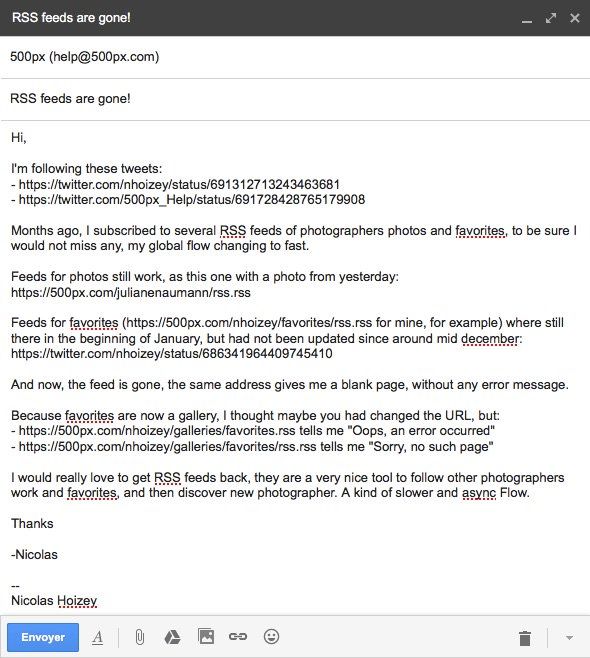 RSS feeds are gone!
500px (help@500px.com)
RSS feeds are gone!
Hi,
I'm following these tweets:
- https://twitter.com/nhoizey/status/691312713243463681
- https://twitter.com/500px_Help/status/691728428765179908
Months ago, I subscribed to several RSS feeds of photographers photos and favorites, to be sure I
would not miss any, my global flow changing to fast.
Feeds for photos still work, as this one with a photo from yesterday:
https://500px.com/julianenaumann/rss.rss
Feeds for favorites (https://500px.com/nhoizey/favorites/rss.rss for mine, for example) where still
there in the beginning of January, but had not been updated since around mid december:
https://twitter.com/nhoizey/status/686341964409745410
And now, the feed is gone, the same address gives me a blank page, without any error message.
Because favorites are now a gallery, I thought maybe you had changed the URL, but:
- https://500px.com/nhoizey/galleries/favorites.rss tells me "Oops, an error occurred"
- https://500px.com/nhoizey/galleries/favorites/rss.rss tells me "Sorry, no such page"
I would really love to get RSS feeds back, they are a very nice tool to follow other photographers
work and favorites, and then discover new photographer. A kind of slower and async Flow.
Thanks
-Nicolas
--
Nicolas Hoizey
Envoyer A